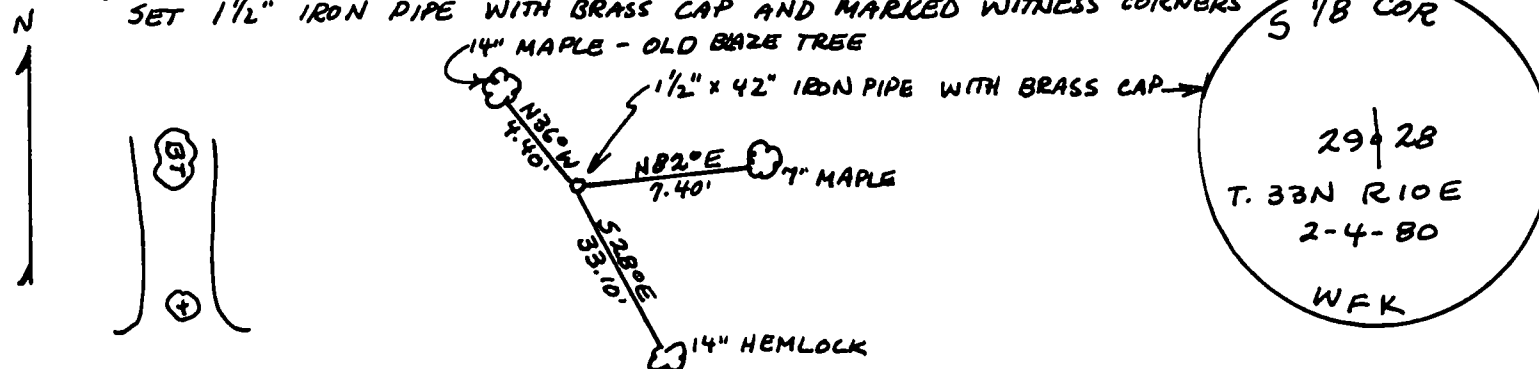 SET 1½" IRON PIPE WITH BRASS CAP AND MARKED WITNESS CORNERS
N
14" MAPLE - OLD BLAZE TREE
1½" x 42" IRON PIPE WITH BRASS CAP
S 1/8 COR
N36°W
4.40'
N82°E
7.40'
7" MAPLE
S28°E
33.10'
14" HEMLOCK
BT
29 28
T. 33N R10E
2-4-80
WFK